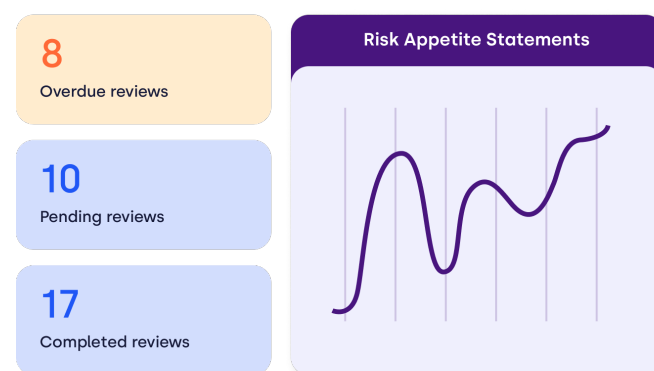 8
Overdue reviews
10
Pending reviews
17
Completed reviews
Risk Appetite Statements